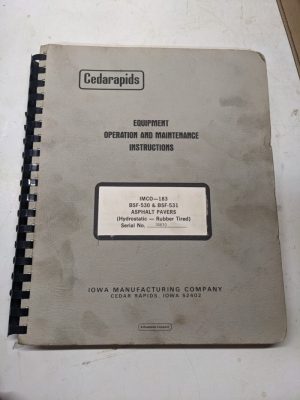 Cedarapids
EQUIPMENT
OPERATION AND MAINTENANCE
INSTRUCTIONS
IMCO—183
BSF-530 & BSF-531
ASPHALT PAVERS
(Hydrostatic — Rubber Tired)
Serial No.
IOWA MANUFACTURING COMPANY
CEDAR RAPIDS, IOWA 52402